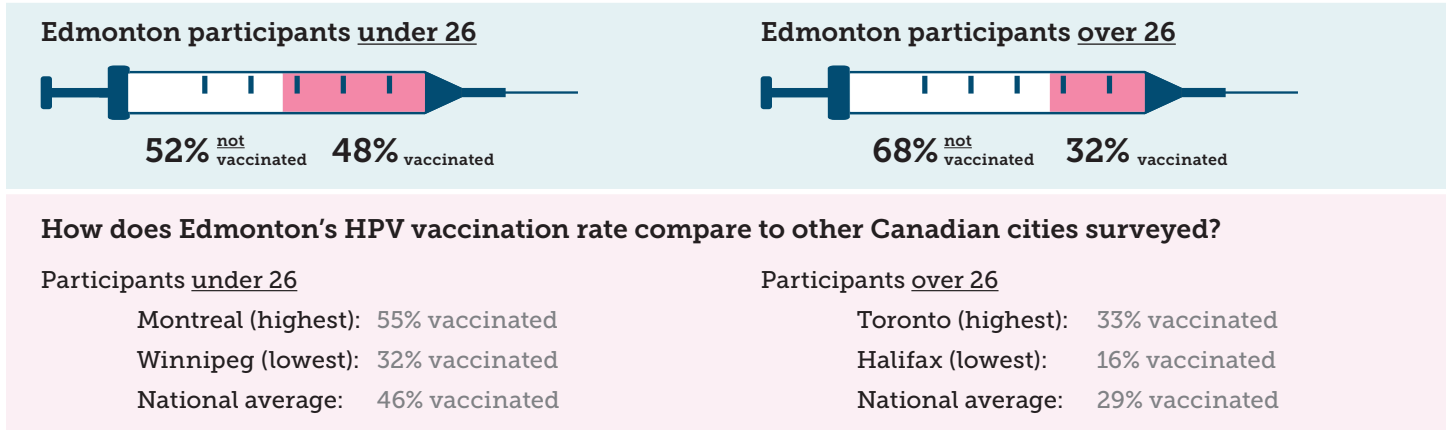 Edmonton participants under 26
52% not vaccinated 48% vaccinated
Edmonton participants over 26
68% not vaccinated 32% vaccinated
How does Edmonton’s HPV vaccination rate compare to other Canadian cities surveyed?
Participants under 26
Montreal (highest): 55% vaccinated
Winnipeg (lowest): 32% vaccinated
National average: 46% vaccinated
Participants over 26
Toronto (highest): 33% vaccinated
Halifax (lowest): 16% vaccinated
National average: 29% vaccinated